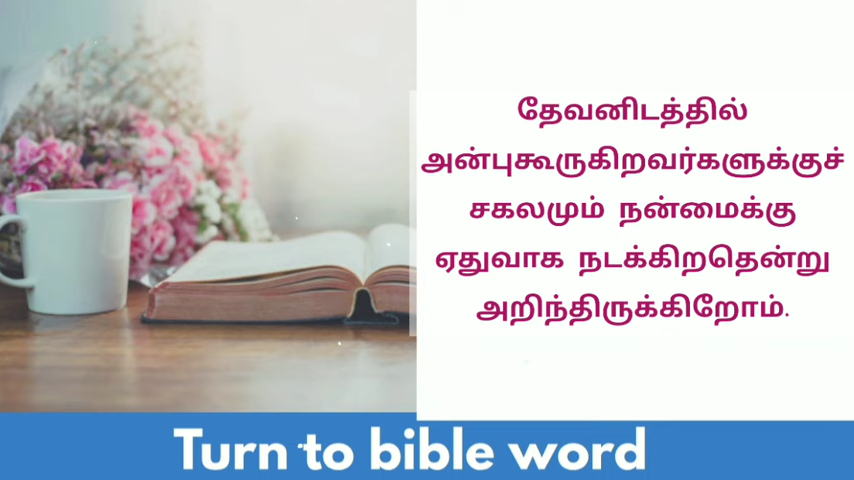 தேவனிடத்தில்
அன்புகூருகிறவர்களுக்குச்
சகலமும் நன்மைக்கு
ஏதுவாக நடக்கிறதென்று
அறிந்திருக்கிறோம்.
Turn to bible word